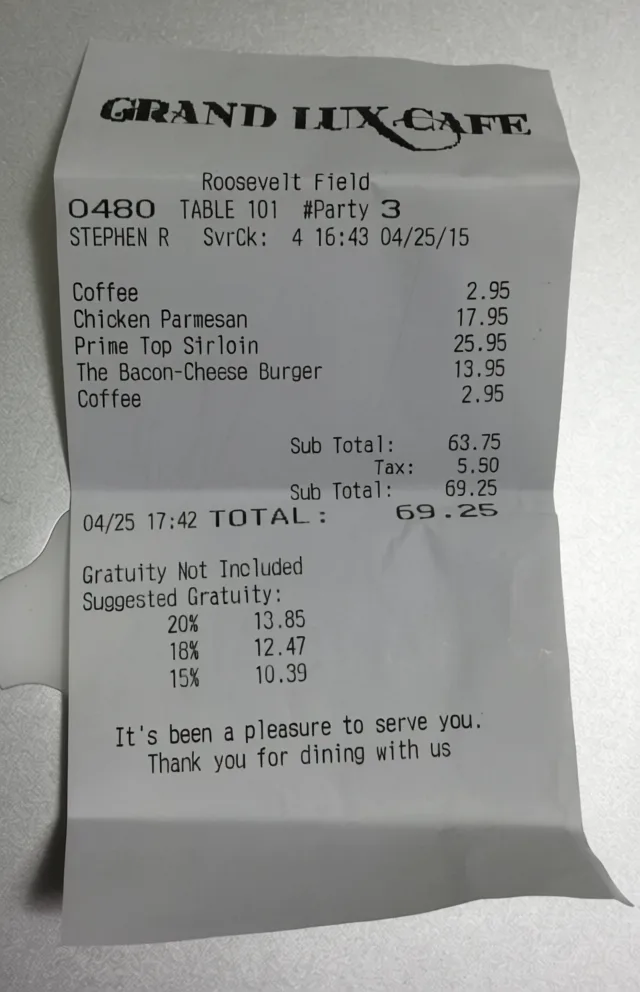 GRAND LUX CAFE
Roosevelt Field
0480 TABLE 101 #Party 3
STEPHEN R SvrCk: 4 16:43 04/25/15
Coffee 2.95
Chicken Parmesan 17.95
Prime Top Sirloin 25.95
The Bacon-Cheese Burger 13.95
Coffee 2.95
Sub Total: 63.75
Tax: 5.50
Sub Total: 69.25
04/25 17:42 TOTAL: 69.25
Gratuity Not Included
Suggested Gratuity:
20% 13.85
18% 12.47
15% 10.39
It's been a pleasure to serve you.
Thank you for dining with us